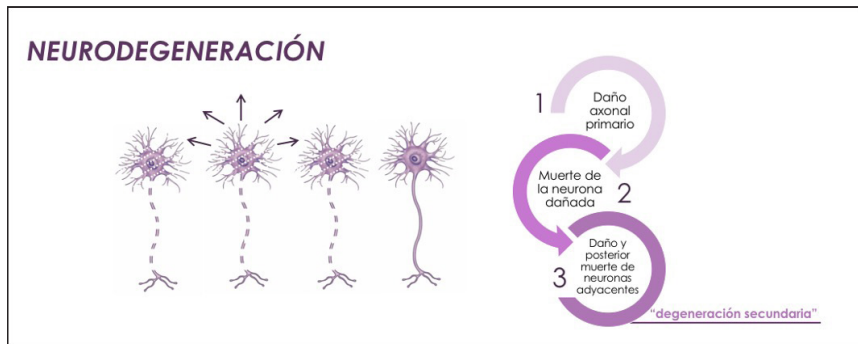 NEURODEGENERACIÓN
1
Daño
axonal
primario
Muerte de
la neurona
dañada
2
Daño y
posterior
muerte de
neuronas
adyacentes
3
"degeneración secundaria"